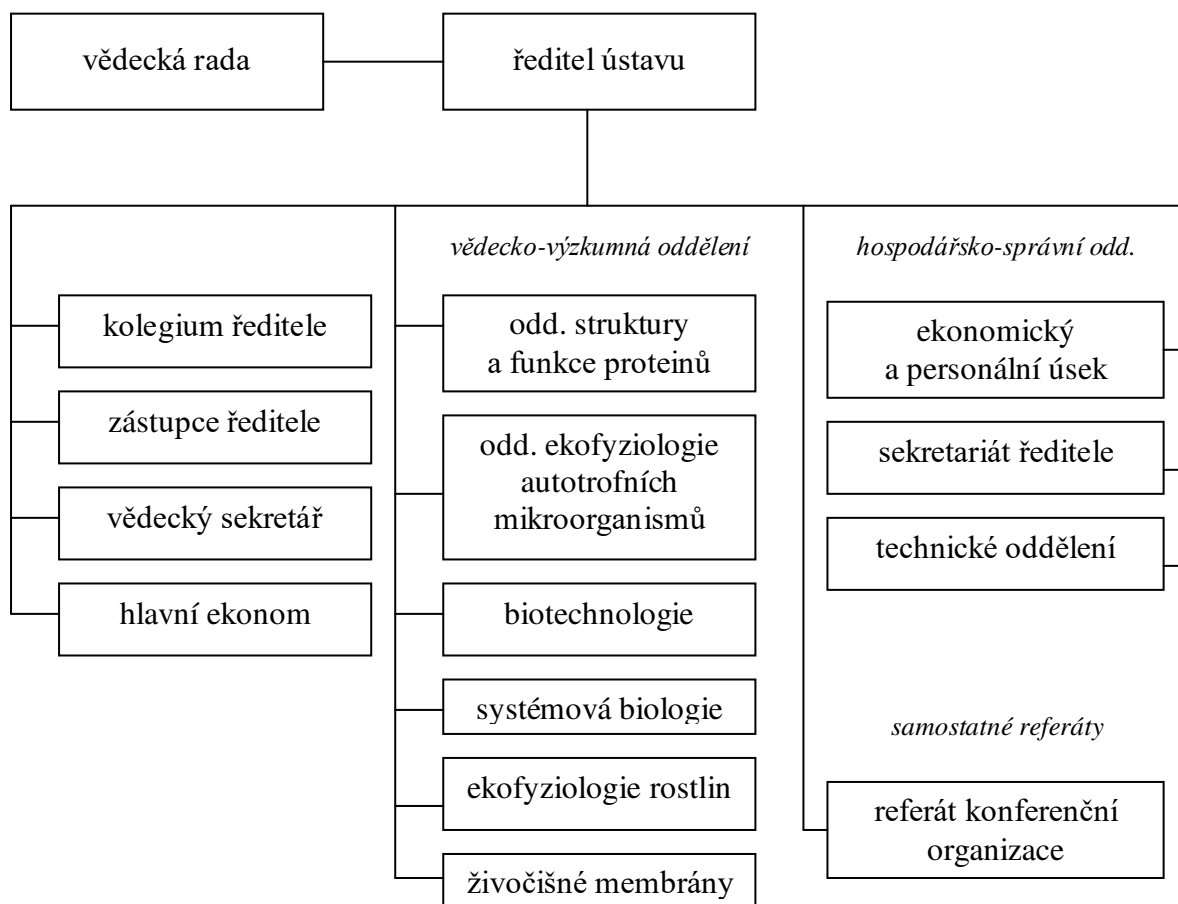 vědecká rada
ředitel ústavu
kolegium ředitele
zástupce ředitele
vědecký sekretář
hlavní ekonom
vědecko-výzkumná oddělení
odd. struktury
a funkce proteinů
odd. ekofyziologie
autotrofních
mikroorganismů
biotechnologie
systémová biologie
ekofyziologie rostlin
živočišné membrány
hospodářsko-správní odd.
ekonomický
a personální úsek
sekretariát ředitele
technické oddělení
samostatné referáty
referát konferenční
organizace